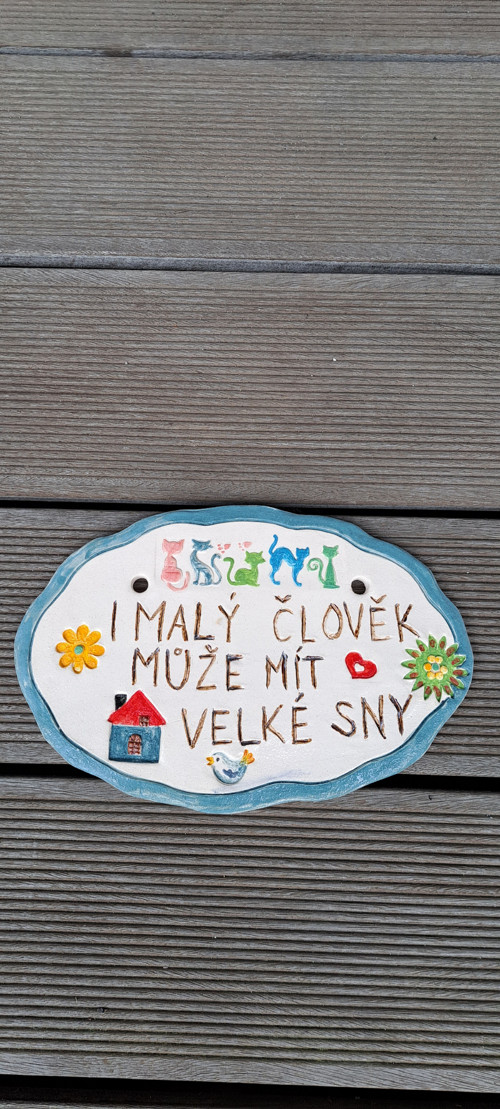 I MALÝ ČLOVĚK
MŮŽE MÍT
VELKÉ SNY